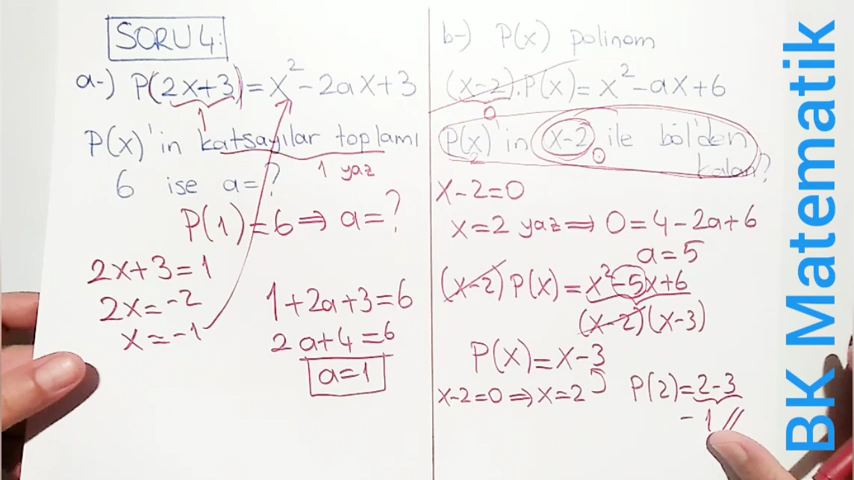 SORU 4:
a-) P(2x+3)=x²-2ax+3
1
P(x)'in katsayılar toplamı
1 yaz
6 ise a=?
P(1)=6⇒a=?
2x+3=1
2x=-2
x=-1
1+2a+3=6
2a+4=6
a=1
b-) P(x) polinom
(x-2).P(x)=x²-ax+6
0
P(x)'in (x-2) ile böl'den
2
0
kalan?
x-2=0
x=2 yaz⇒0=4-2a+6
a=5
(x-2)P(x)=x²-5x+6
(x-2)(x-3)
P(x)=x-3
x-2=0⇒x=2
P(2)=2-3
-1//
BK Matematik